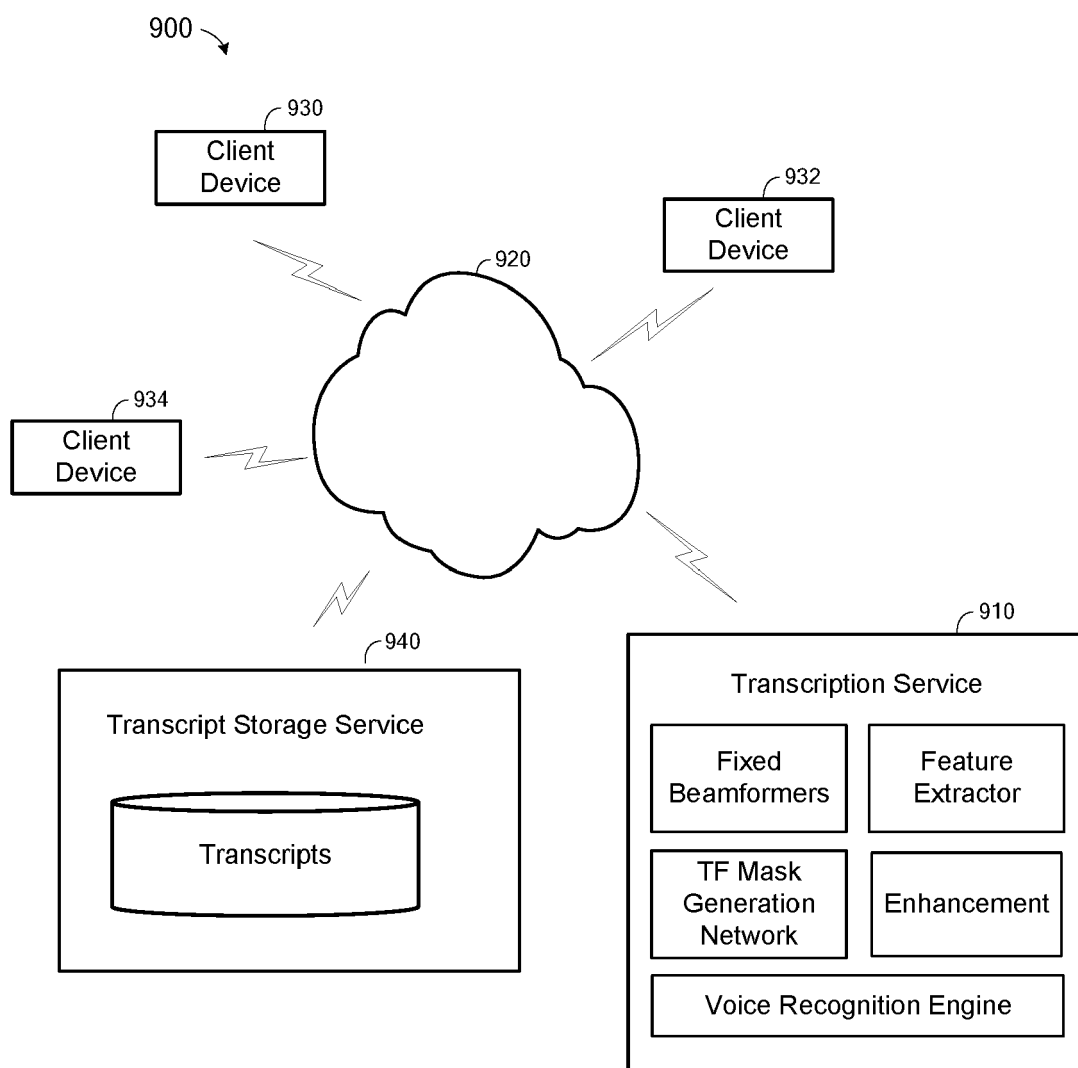 900
930
Client
Device
932
Client
Device
920
934
Client
Device
940
Transcript Storage Service
Transcripts
910
Transcription Service
Fixed
Beamformers
Feature
Extractor
TF Mask
Generation
Network
Enhancement
Voice Recognition Engine